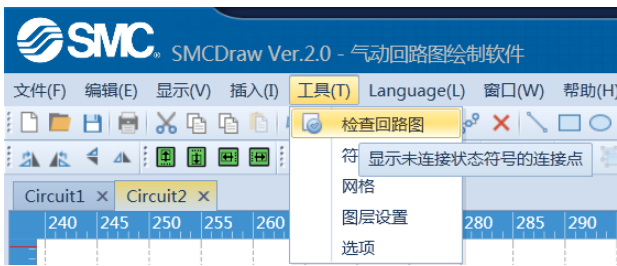 SMC. SMCDraw Ver.2.0 - 气动回路图绘制软件
文件(F) 编辑(E) 显示(V) 插入(I) 工具(T) Language(L) 窗口(W) 帮助(H)
检查回路图
符 显示未连接状态符号的连接点
网格
Circuit1 × Circuit2 ×
图层设置
240 245 250 255 260 280 285 290
选项